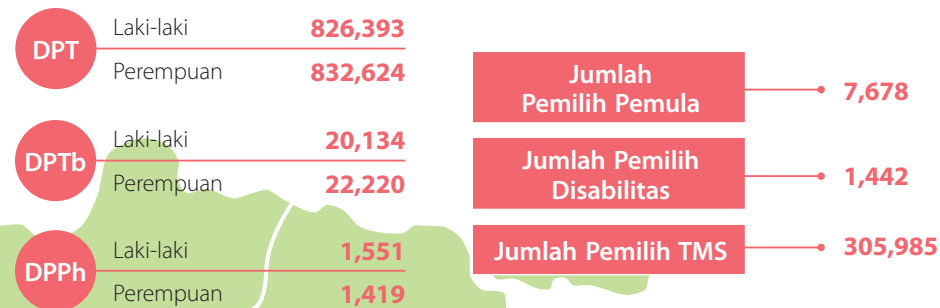 DPT
Laki-laki 826,393
Perempuan 832,624
DPTb
Laki-laki 20,134
Perempuan 22,220
DPPh
Laki-laki 1,551
Perempuan 1,419
Jumlah
Pemilih Pemula
7,678
Jumlah Pemilih
Disabilitas
1,442
Jumlah Pemilih TMS
305,985